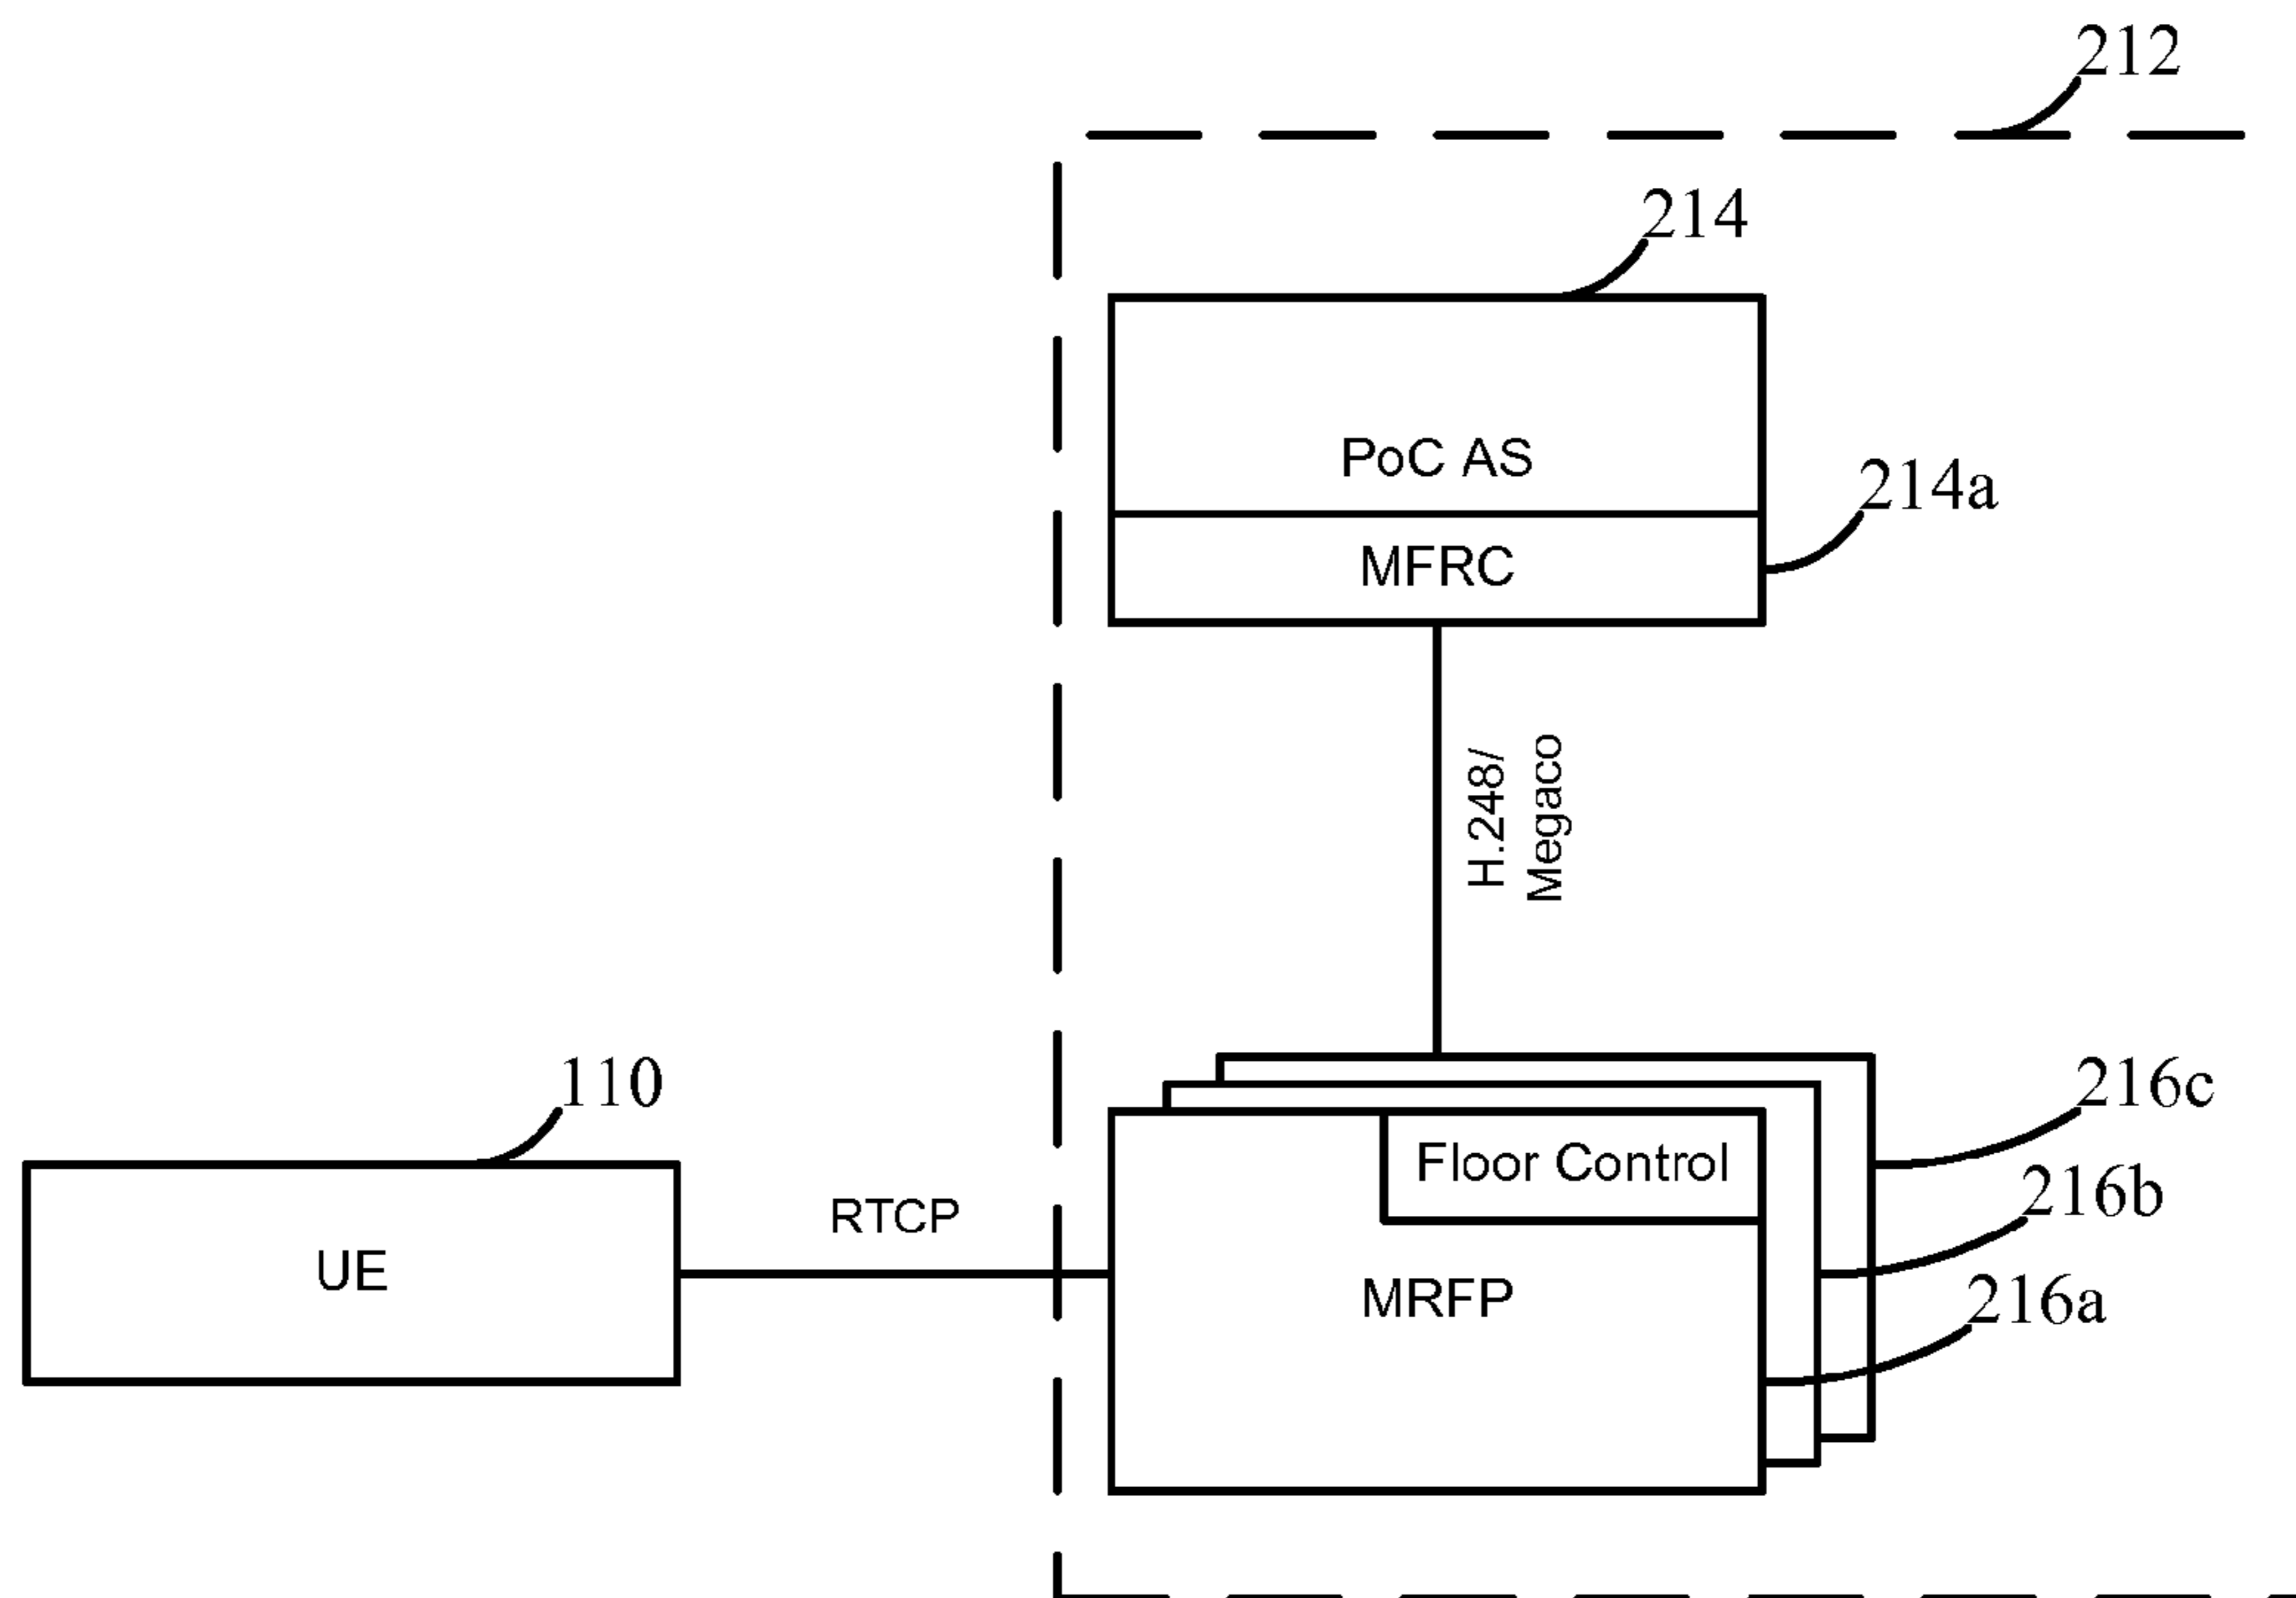 212
214
PoC AS
214a
MFRC
H.248/
Megaco
110
216c
Floor Control
216b
RTCP
UE
MRFP
216a